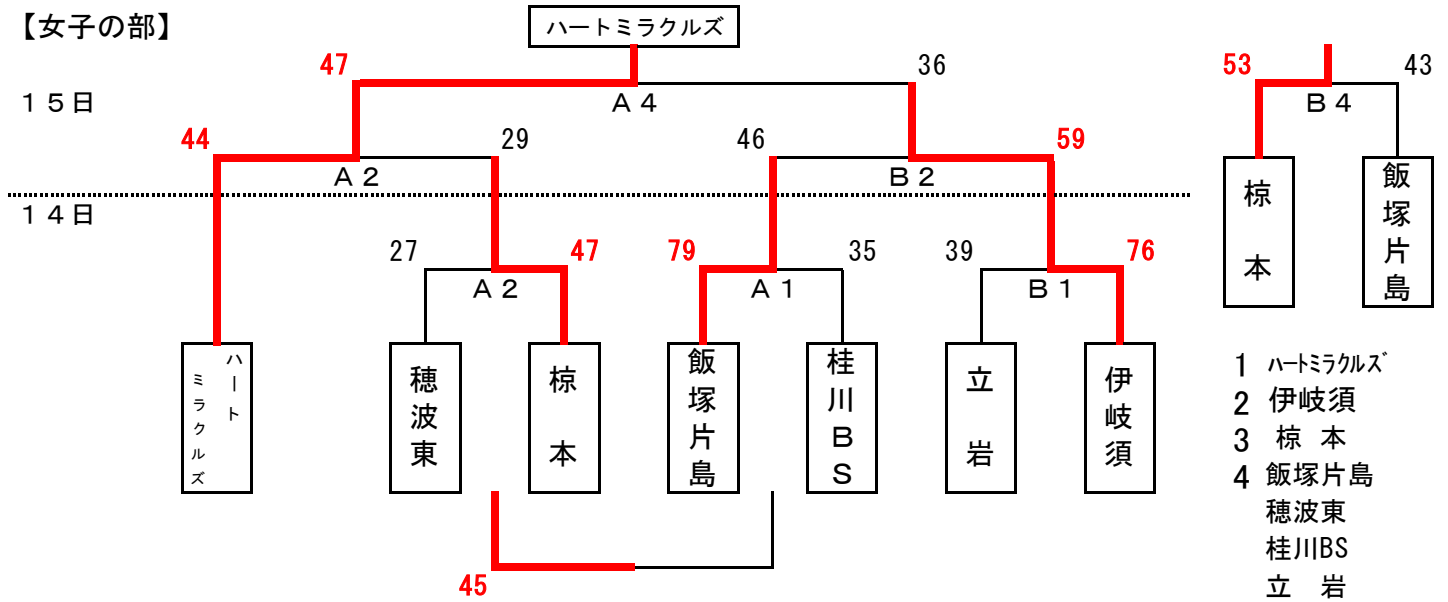 【女子の部】
ハートミラクルズ
47
36
53
43
15日
A4
B4
44
29
46
59
A2
B2
14日
27
47
79
35
39
76
A2
A1
B1
椋本
飯塚片島
ハートミラクルズ
穂波東
椋本
飯塚片島
桂川BS
立岩
伊岐須
45
1 ハートミラクルズ
2 伊岐須
3 椋 本
4 飯塚片島
穂波東
桂川BS
立 岩